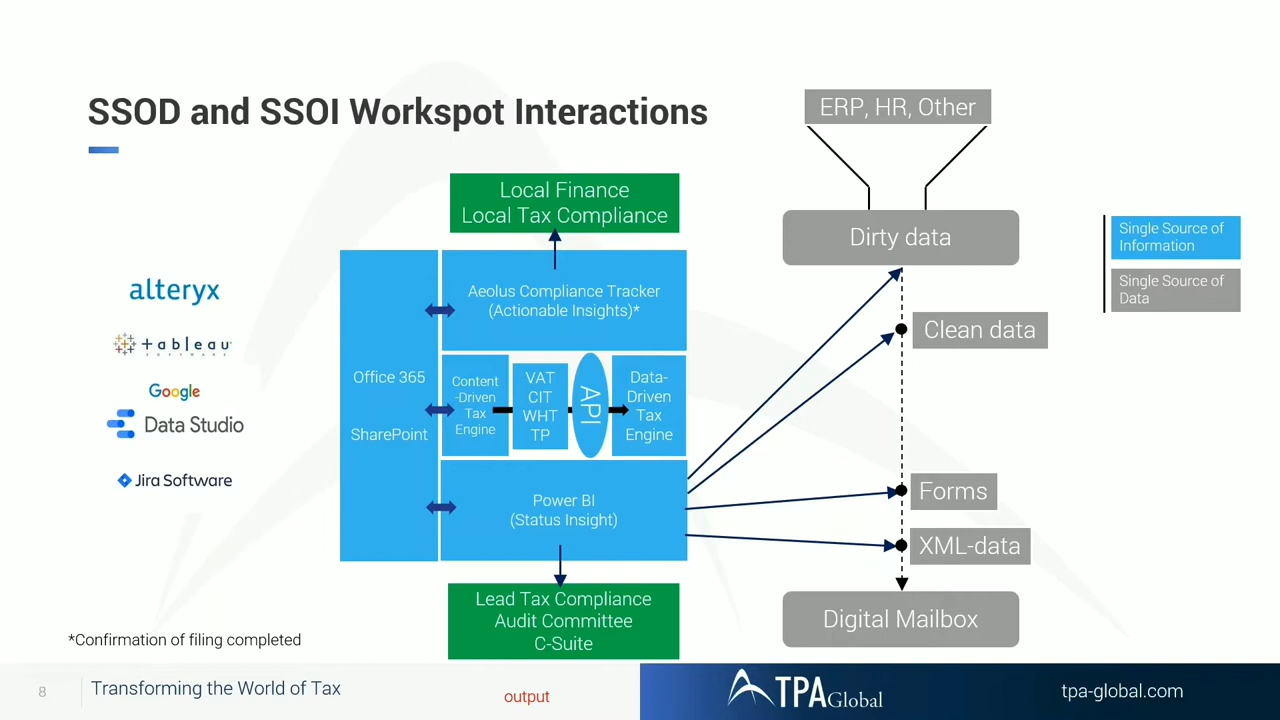 SSOD and SSOI Workspot Interactions
ERP, HR, Other
Local Finance
Local Tax Compliance
Dirty data
Single Source of
Information
Single Source of
Data
alteryx
+ a b l e a u
S O F T W A R E
Google
Data Studio
Jira Software
Office 365
SharePoint
Aeolus Compliance Tracker
(Actionable Insights)*
Content
-Driven
Tax
Engine
VAT
CIT
WHT
TP
API
Data-
Driven
Tax
Engine
Power BI
(Status Insight)
Clean data
Forms
XML-data
Digital Mailbox
Lead Tax Compliance
Audit Committee
C-Suite
*Confirmation of filing completed
8
Transforming the World of Tax
output
TPA Global
tpa-global.com